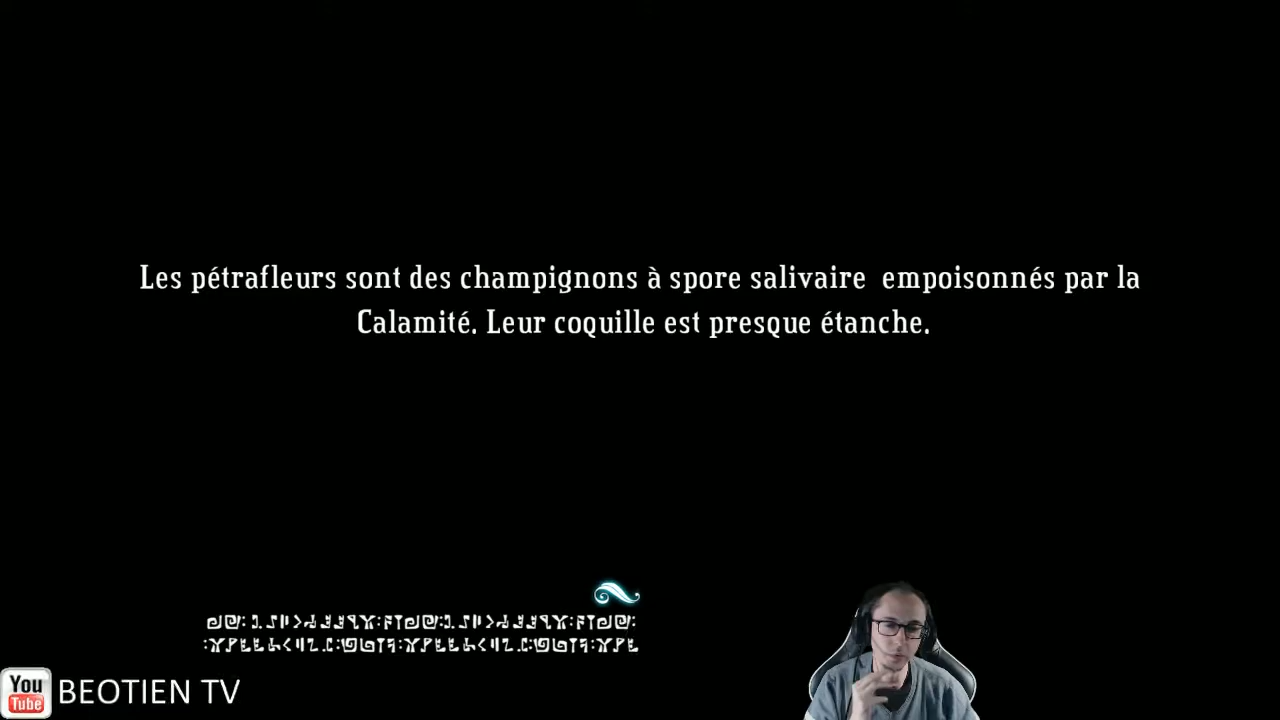 Les pétrafleurs sont des champignons à spore salivaire  empoisonnés par la
Calamité. Leur coquille est presque étanche.
You
Tube
BEOTIEN TV